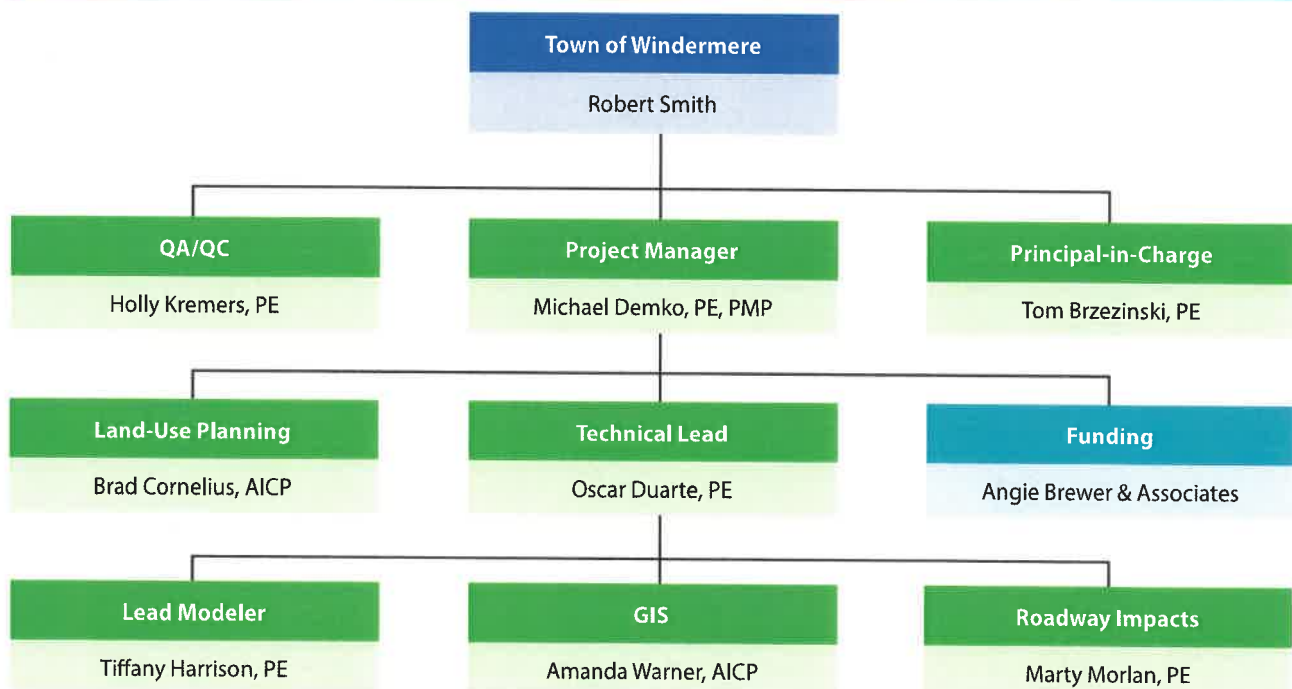 Town of Windermere
Robert Smith
QA/QC
Holly Kremers, PE
Project Manager
Michael Demko, PE, PMP
Principal-in-Charge
Tom Brzezinski, PE
Land-Use Planning
Brad Cornelius, AICP
Technical Lead
Oscar Duarte, PE
Funding
Angie Brewer & Associates
Lead Modeler
Tiffany Harrison, PE
GIS
Amanda Warner, AICP
Roadway Impacts
Marty Morlan, PE